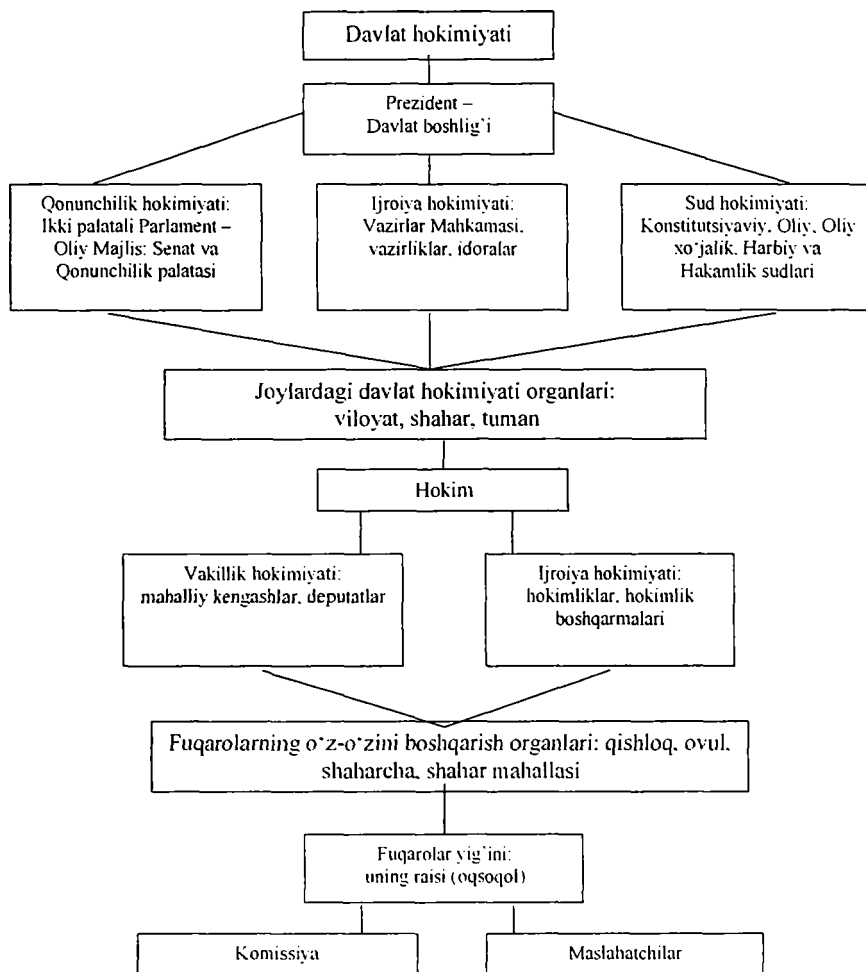 Davlat hokimiyati
Prezident –
Davlat boshlig`i
Qonunchilik hokimiyati:
Ikki palatali Parlament –
Oliy Majlis: Senat va
Qonunchilik palatasi
Ijroiya hokimiyati:
Vazirlar Mahkamasi,
vazirliklar, idoralar
Sud hokimiyati:
Konstitutsiyaviy, Oliy, Oliy
xo‘jalik, Harbiy va
Hakamlik sudlari
Joylardagi davlat hokimiyati organlari:
viloyat, shahar, tuman
Hokim
Vakillik hokimiyati:
mahalliy kengashlar, deputatlar
Ijroiya hokimiyati:
hokimliklar, hokimlik
boshqarmalari
Fuqarolarning o‘z-o‘zini boshqarish organlari: qishloq, ovul,
shaharcha, shahar mahallasi
Fuqarolar yig`ini:
uning raisi (oqsoqol)
Komissiya
Maslahatchilar